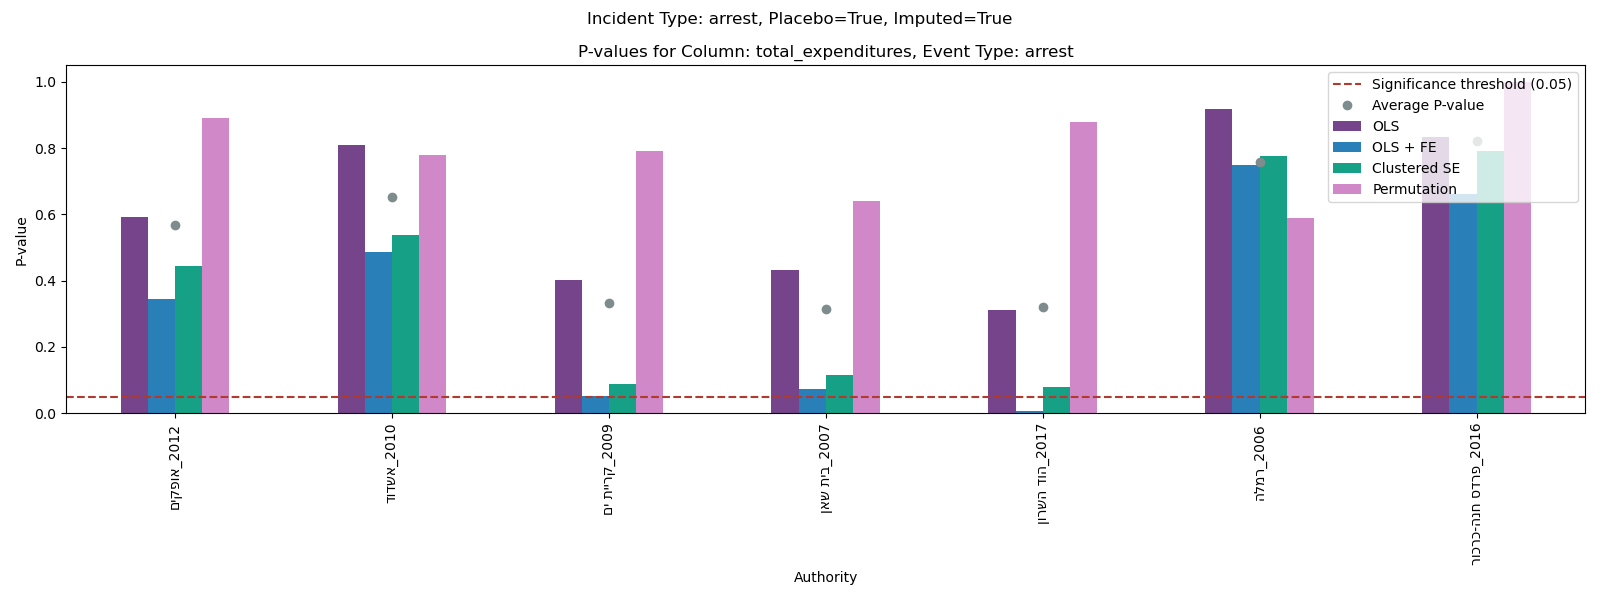 Incident Type: arrest, Placebo=True, Imputed=True
P-values for Column: total_expenditures, Event Type: arrest
Significance threshold (0.05)
Average P-value
OLS
OLS + FE
Clustered SE
Permutation
P-value
1.0
0.8
0.6
0.4
0.2
0.0
אופקים_2012
אשדוד_2010
קריית ים_2009
בית שאן_2007
הוד השרון_2017
רמלה_2006
פרדס חנה-כרכור_2016
Authority